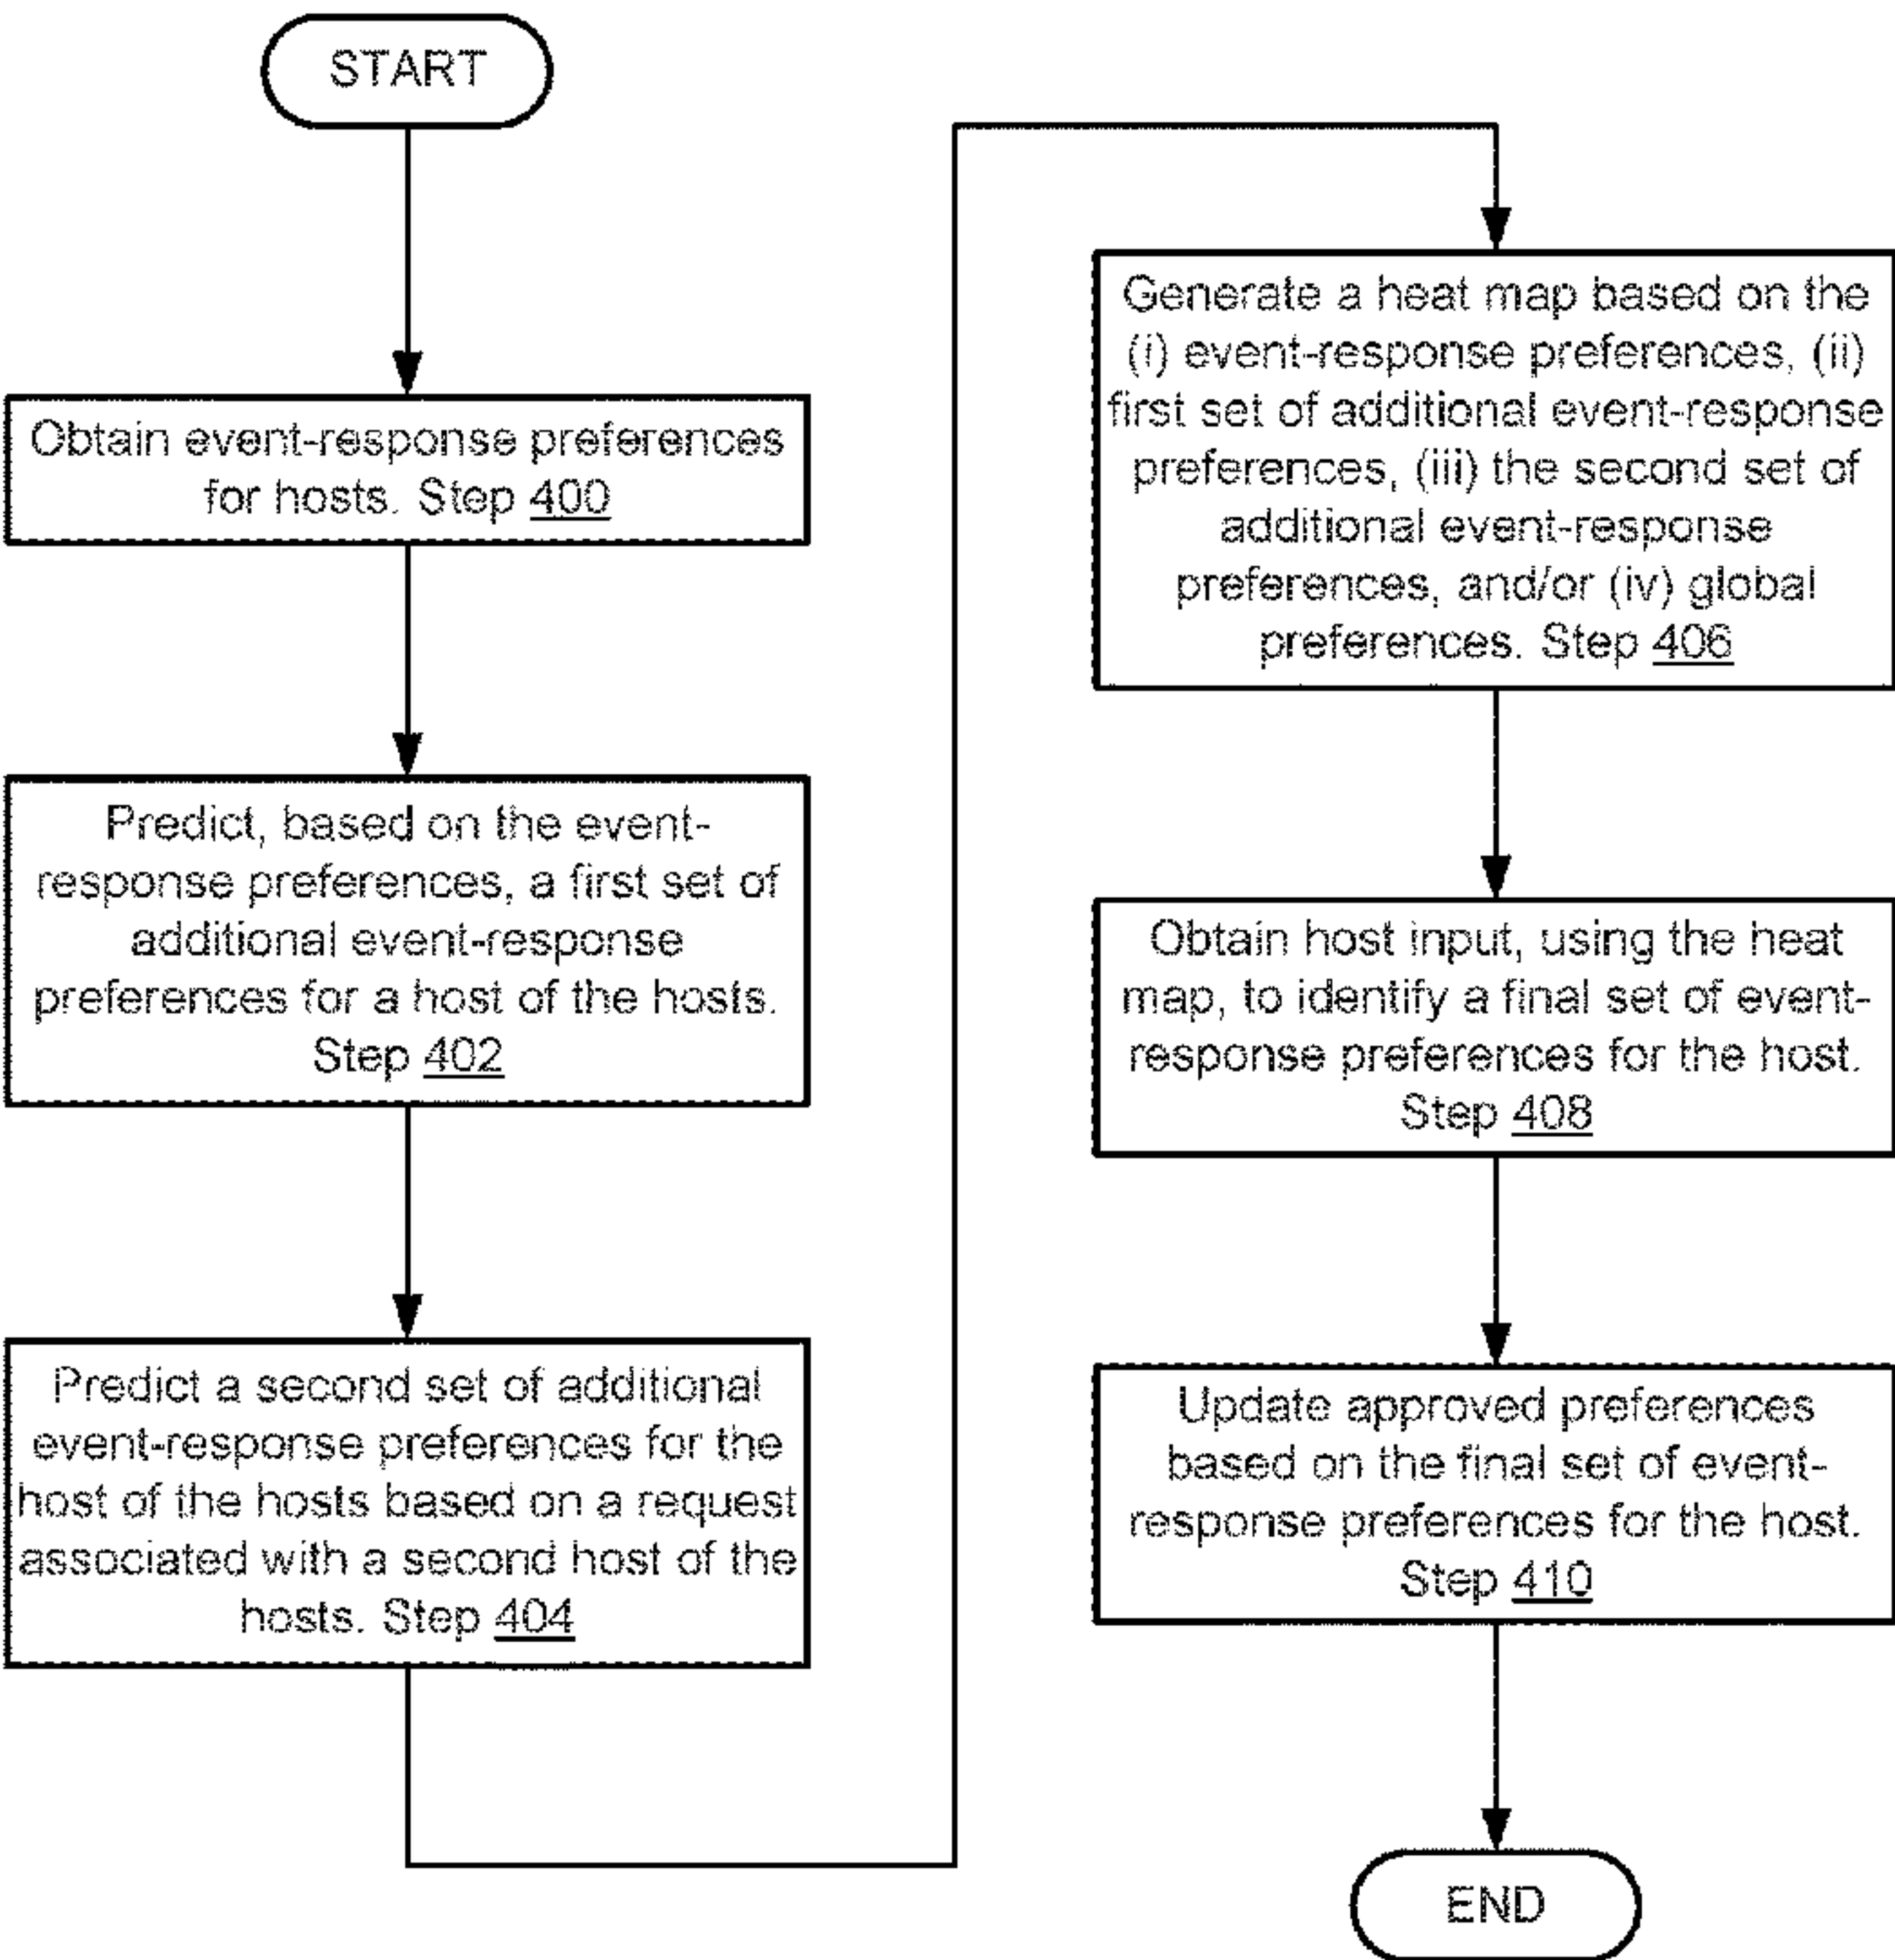 START
Obtain event-response preferences
for hosts. Step 400
Predict, based on the event-
response preferences, a first set of
additional event-response
preferences for a host of the hosts.
Step 402
Predict a second set of additional
event-response preferences for the
host of the hosts based on a request
associated with a second host of the
hosts. Step 404
Generate a heat map based on the
(i) event-response preferences, (ii)
first set of additional event-response
preferences, (iii) the second set of
additional event-response
preferences, and/or (iv) global
preferences. Step 406
Obtain host input, using the heat
map, to identify a final set of event-
response preferences for the host.
Step 408
Update approved preferences
based on the final set of event-
response preferences for the host.
Step 410
END